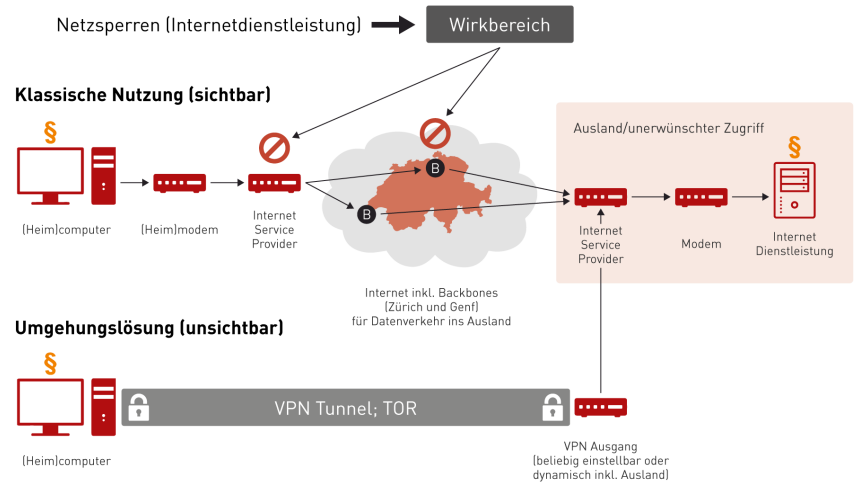 Netzsperren (Internetdienstleistung)
Wirkbereich
Klassische Nutzung (sichtbar)
§
(Heim)computer
(Heim)modem
Internet
Service
Provider
B
B
Internet inkl. Backbones
(Zürich und Genf)
für Datenverkehr ins Ausland
Ausland/unerwünschter Zugriff
§
Internet
Service
Provider
Modem
Internet
Dienstleistung
Umgehungslösung (unsichtbar)
§
(Heim)computer
VPN Tunnel; TOR
VPN Ausgang
(beliebig einstellbar oder
dynamisch inkl. Ausland)